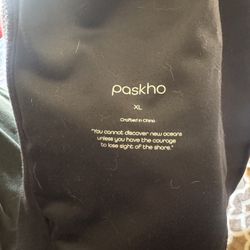 paskho
XL
Crafted in China
"You cannot discover new oceans
unless you have the courage
to lose sight of the shore."